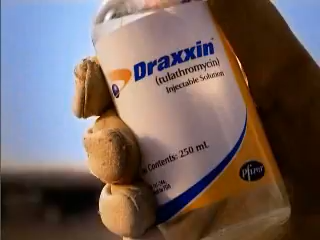 Draxxin®
(tulathromycin)
Injectable Solution
Contents: 250 mL
Pfizer